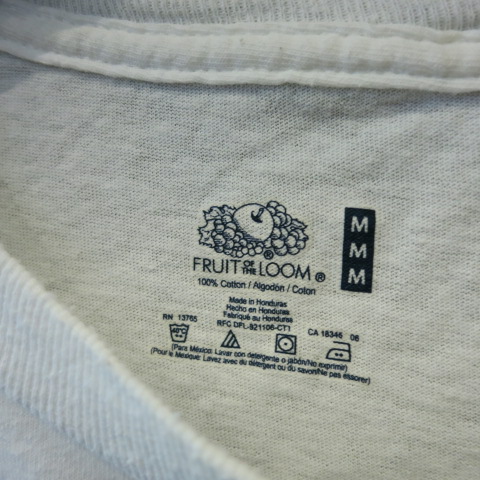 FRUIT OF THE LOOM ®
M
M
M
100% Cotton / Algodón / Coton
Made in Honduras
Hecho en Honduras
Fabriqué au Honduras
RN 13765 RFC DFL-921106-CT1 CA 18346 06
(Para México: Lavar con detergente o jabón/No exprimir)
(Pour le Mexique: Lavez avec du détergent ou du savon/Ne pas essorer)